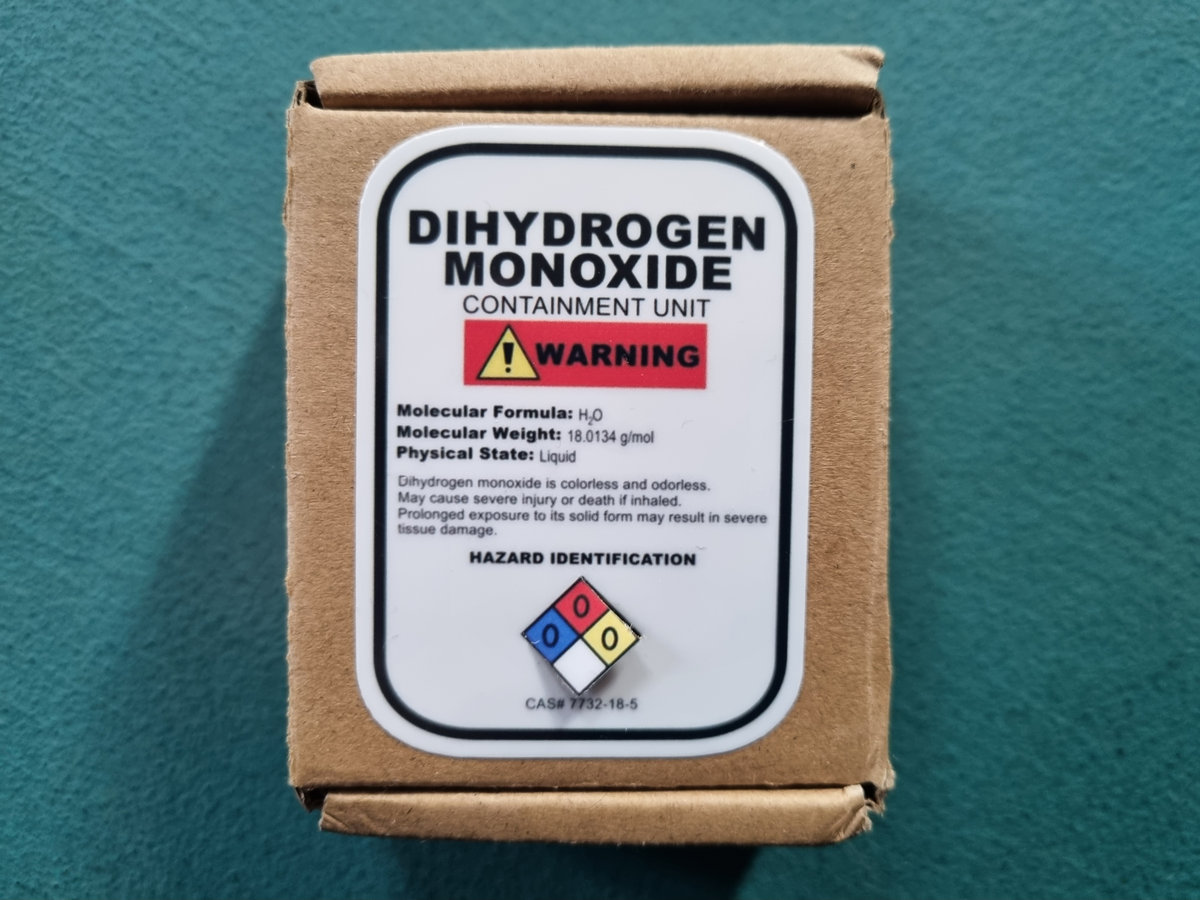 DIHYDROGEN
MONOXIDE
CONTAINMENT UNIT
! WARNING
Molecular Formula: H₂O
Molecular Weight: 18.0134 g/mol
Physical State: Liquid
Dihydrogen monoxide is colorless and odorless.
May cause severe injury or death if inhaled.
Prolonged exposure to its solid form may result in severe
tissue damage.
HAZARD IDENTIFICATION
0
0 0
CAS# 7732-18-5